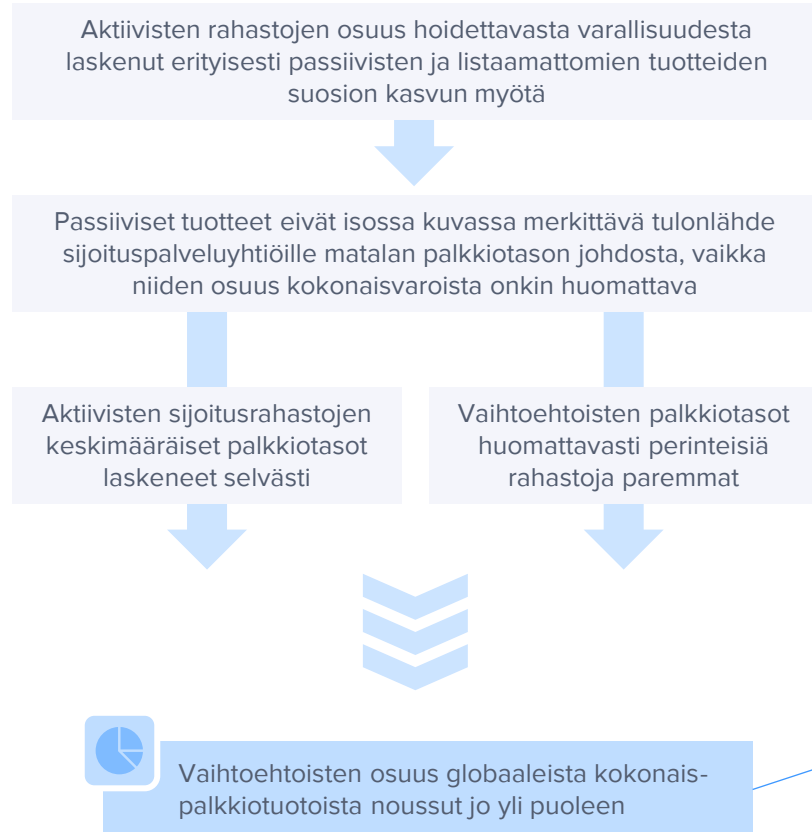 Aktiivisten rahastojen osuus hoidettavasta varallisuudesta
laskenut erityisesti passiivisten ja listaamattomien tuotteiden
suosion kasvun myötä
Passiiviset tuotteet eivät isossa kuvassa merkittävä tulonlähde
sijoituspalveluyhtiöille matalan palkkiotason johdosta, vaikka
niiden osuus kokonaisvaroista onkin huomattava
Aktiivisten sijoitusrahastojen
keskimääräiset palkkiotasot
laskeneet selvästi
Vaihtoehtoisten palkkiotasot
huomattavasti perinteisiä
rahastoja paremmat
Vaihtoehtoisten osuus globaaleista kokonais-
palkkiotuotoista noussut jo yli puoleen